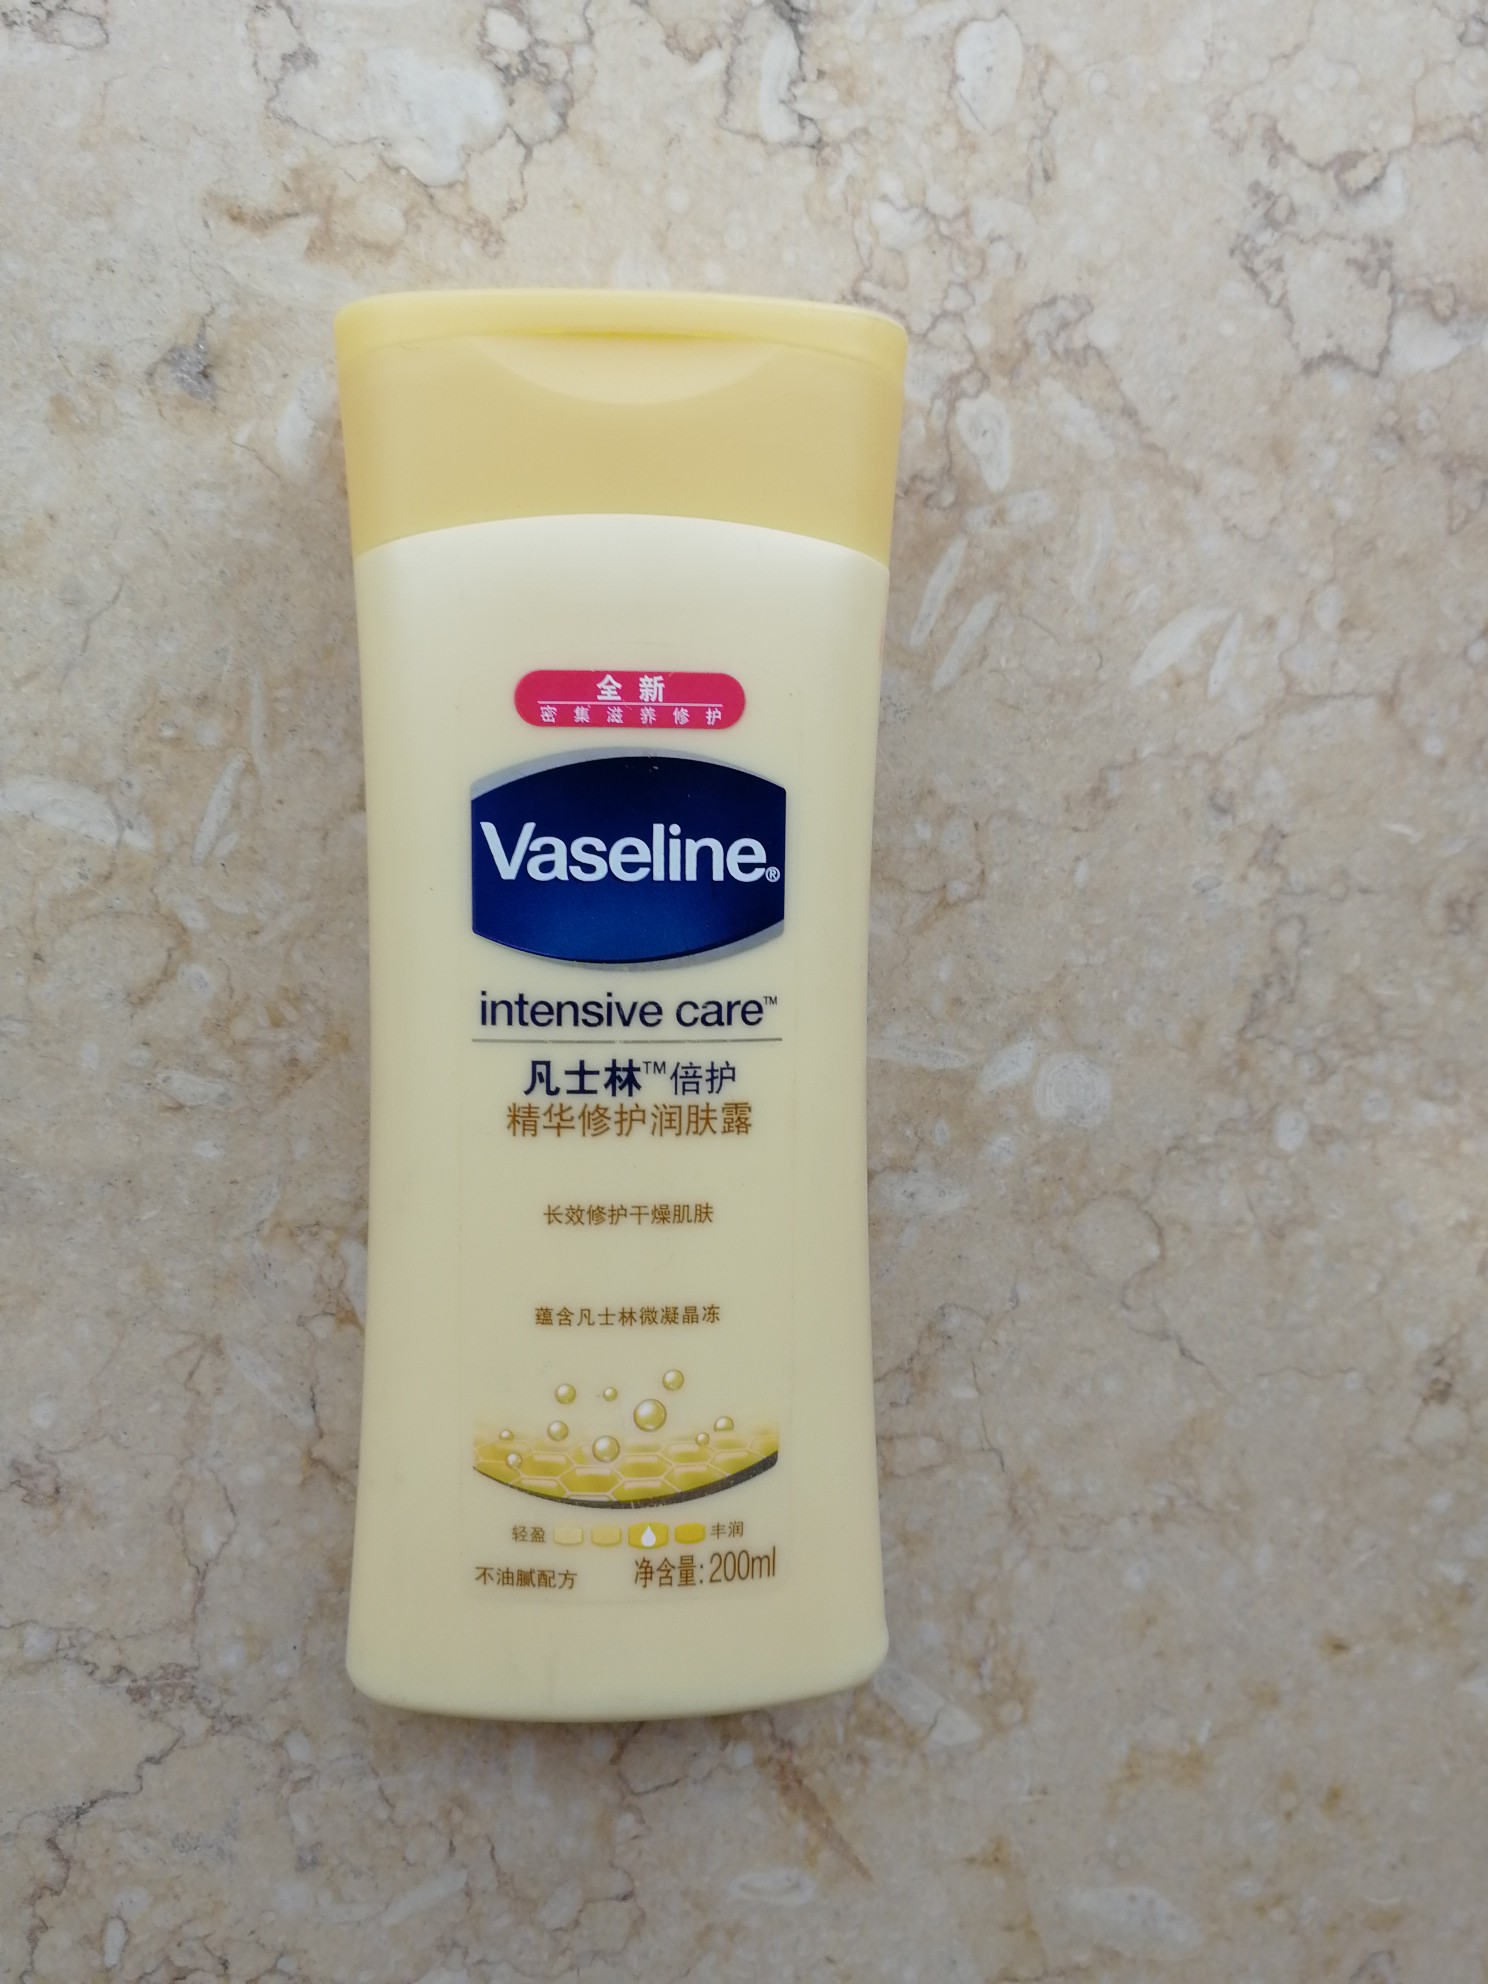 全新
密集滋养修护
Vaseline®
intensive care™
凡士林™倍护
精华修护润肤露
长效修护干燥肌肤
蕴含凡士林微凝晶冻
轻盈 丰润
不油腻配方 净含量:200ml